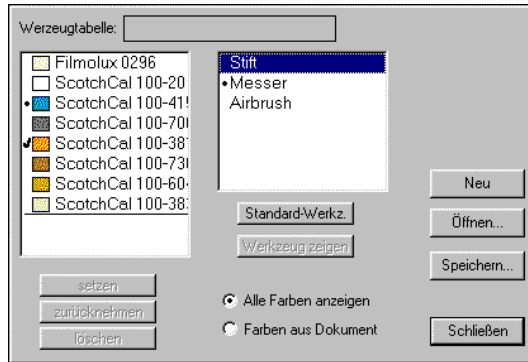 Werzeugtabelle:
Filmolux 0296
ScotchCal 100-20
ScotchCal 100-41
ScotchCal 100-70
ScotchCal 100-38
ScotchCal 100-73
ScotchCal 100-60
ScotchCal 100-38
Stift
Messer
Airbrush
Standard-Werkz.
Werkzeug zeigen
Neu
Öffnen...
Speichern...
setzen
zurücknehmen
löschen
Alle Farben anzeigen
Farben aus Dokument
Schließen